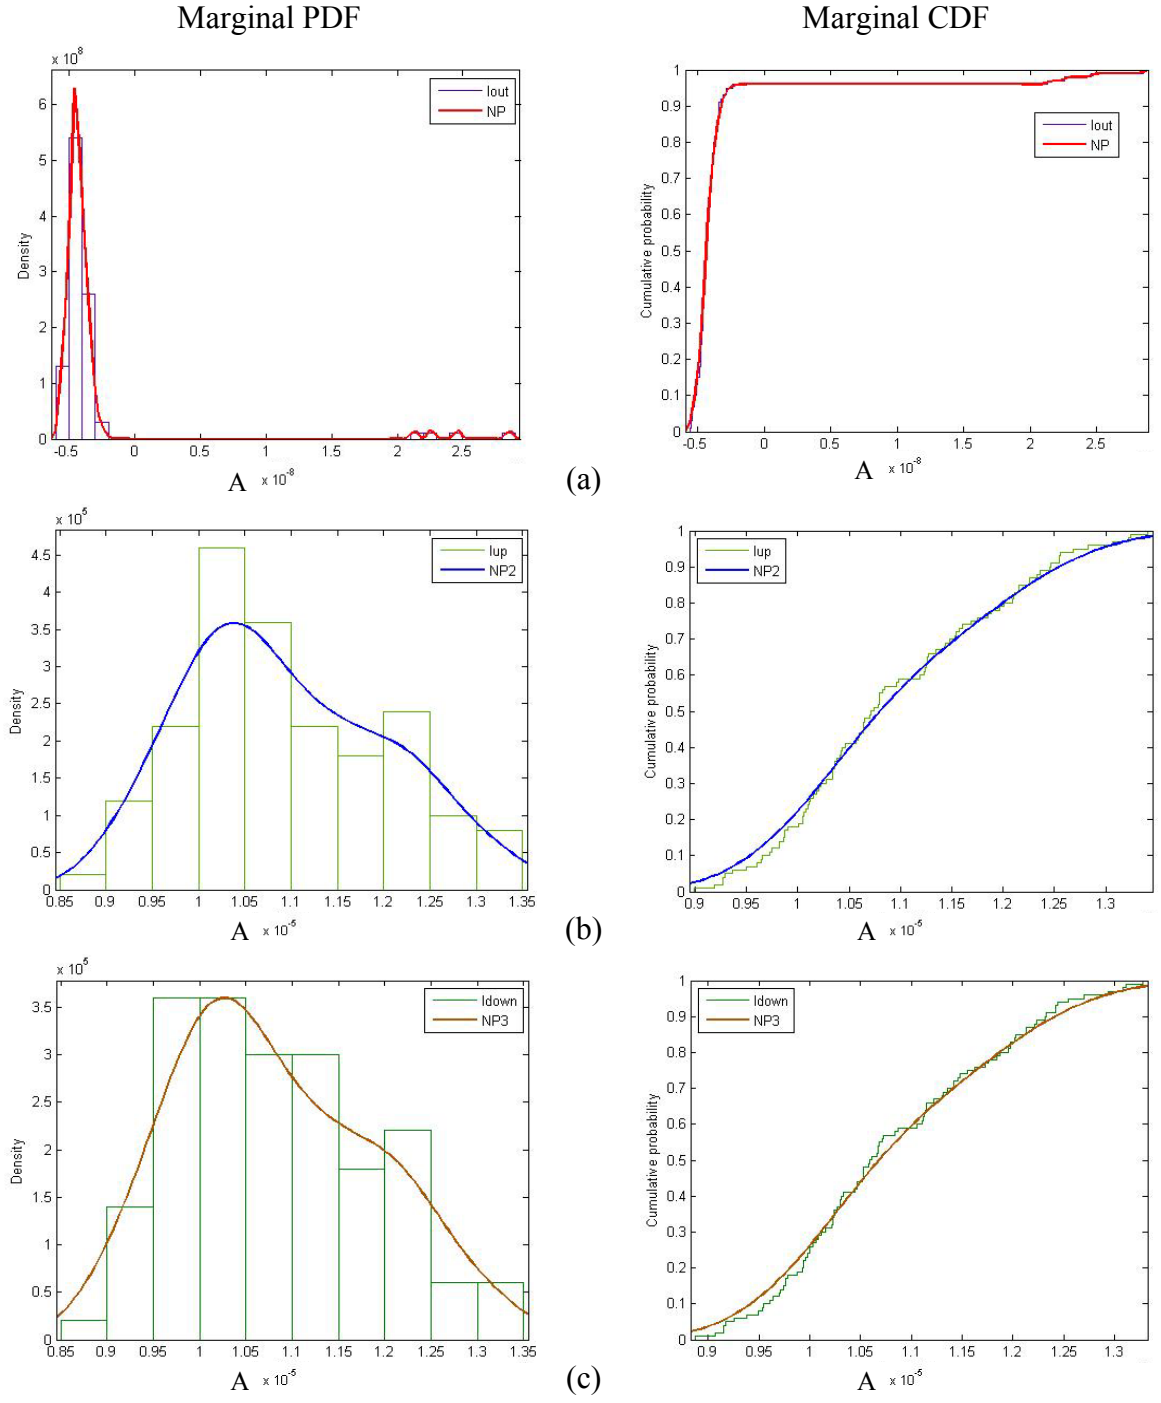 Marginal PDF
Marginal CDF
x 10^8
6
5
4
3
2
1
0
Density
Iout
NP
-0.5 0 0.5 1 1.5 2 2.5
A x 10^-8
1
0.9
0.8
0.7
0.6
0.5
0.4
0.3
0.2
0.1
0
Cumulative probability
Iout
NP
-0.5 0 0.5 1 1.5 2 2.5
A x 10^-8
(a)
x 10^5
4.5
4
3.5
3
2.5
2
1.5
1
0.5
0
Density
Iup
NP2
0.85 0.9 0.95 1 1.05 1.1 1.15 1.2 1.25 1.3 1.35
A x 10^-5
1
0.9
0.8
0.7
0.6
0.5
0.4
0.3
0.2
0.1
0
Cumulative probability
Iup
NP2
0.9 0.95 1 1.05 1.1 1.15 1.2 1.25 1.3
A x 10^-5
(b)
x 10^5
3.5
3
2.5
2
1.5
1
0.5
0
Density
Idown
NP3
0.85 0.9 0.95 1 1.05 1.1 1.15 1.2 1.25 1.3 1.35
A x 10^-5
1
0.9
0.8
0.7
0.6
0.5
0.4
0.3
0.2
0.1
0
Cumulative probability
Idown
NP3
0.9 0.95 1 1.05 1.1 1.15 1.2 1.25 1.3
A x 10^-5
(c)